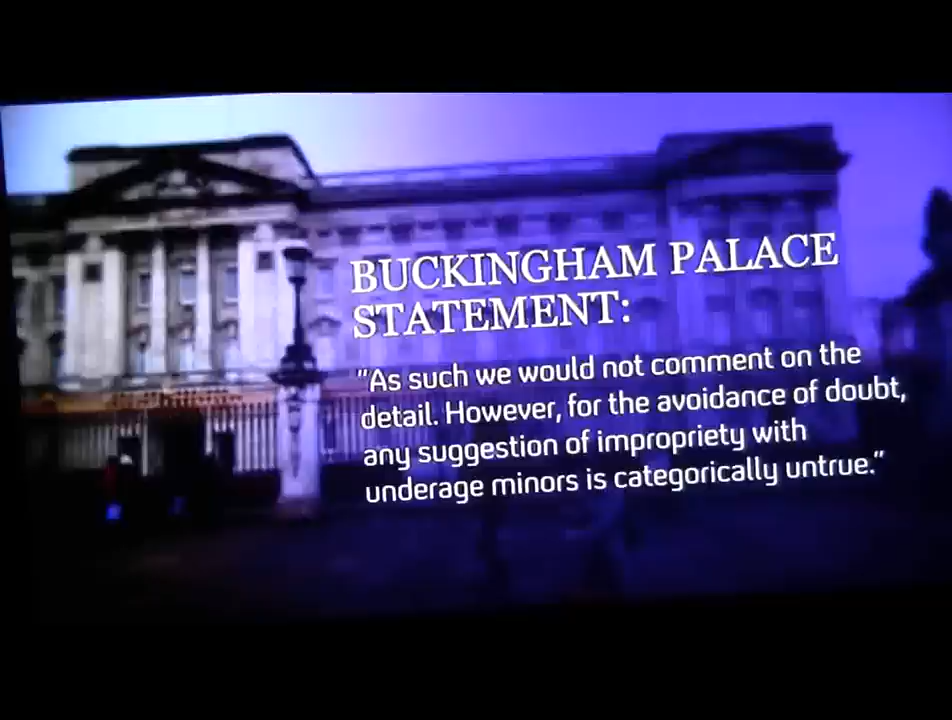 BUCKINGHAM PALACE
STATEMENT:
"As such we would not comment on the
detail. However, for the avoidance of doubt,
any suggestion of impropriety with
underage minors is categorically untrue."